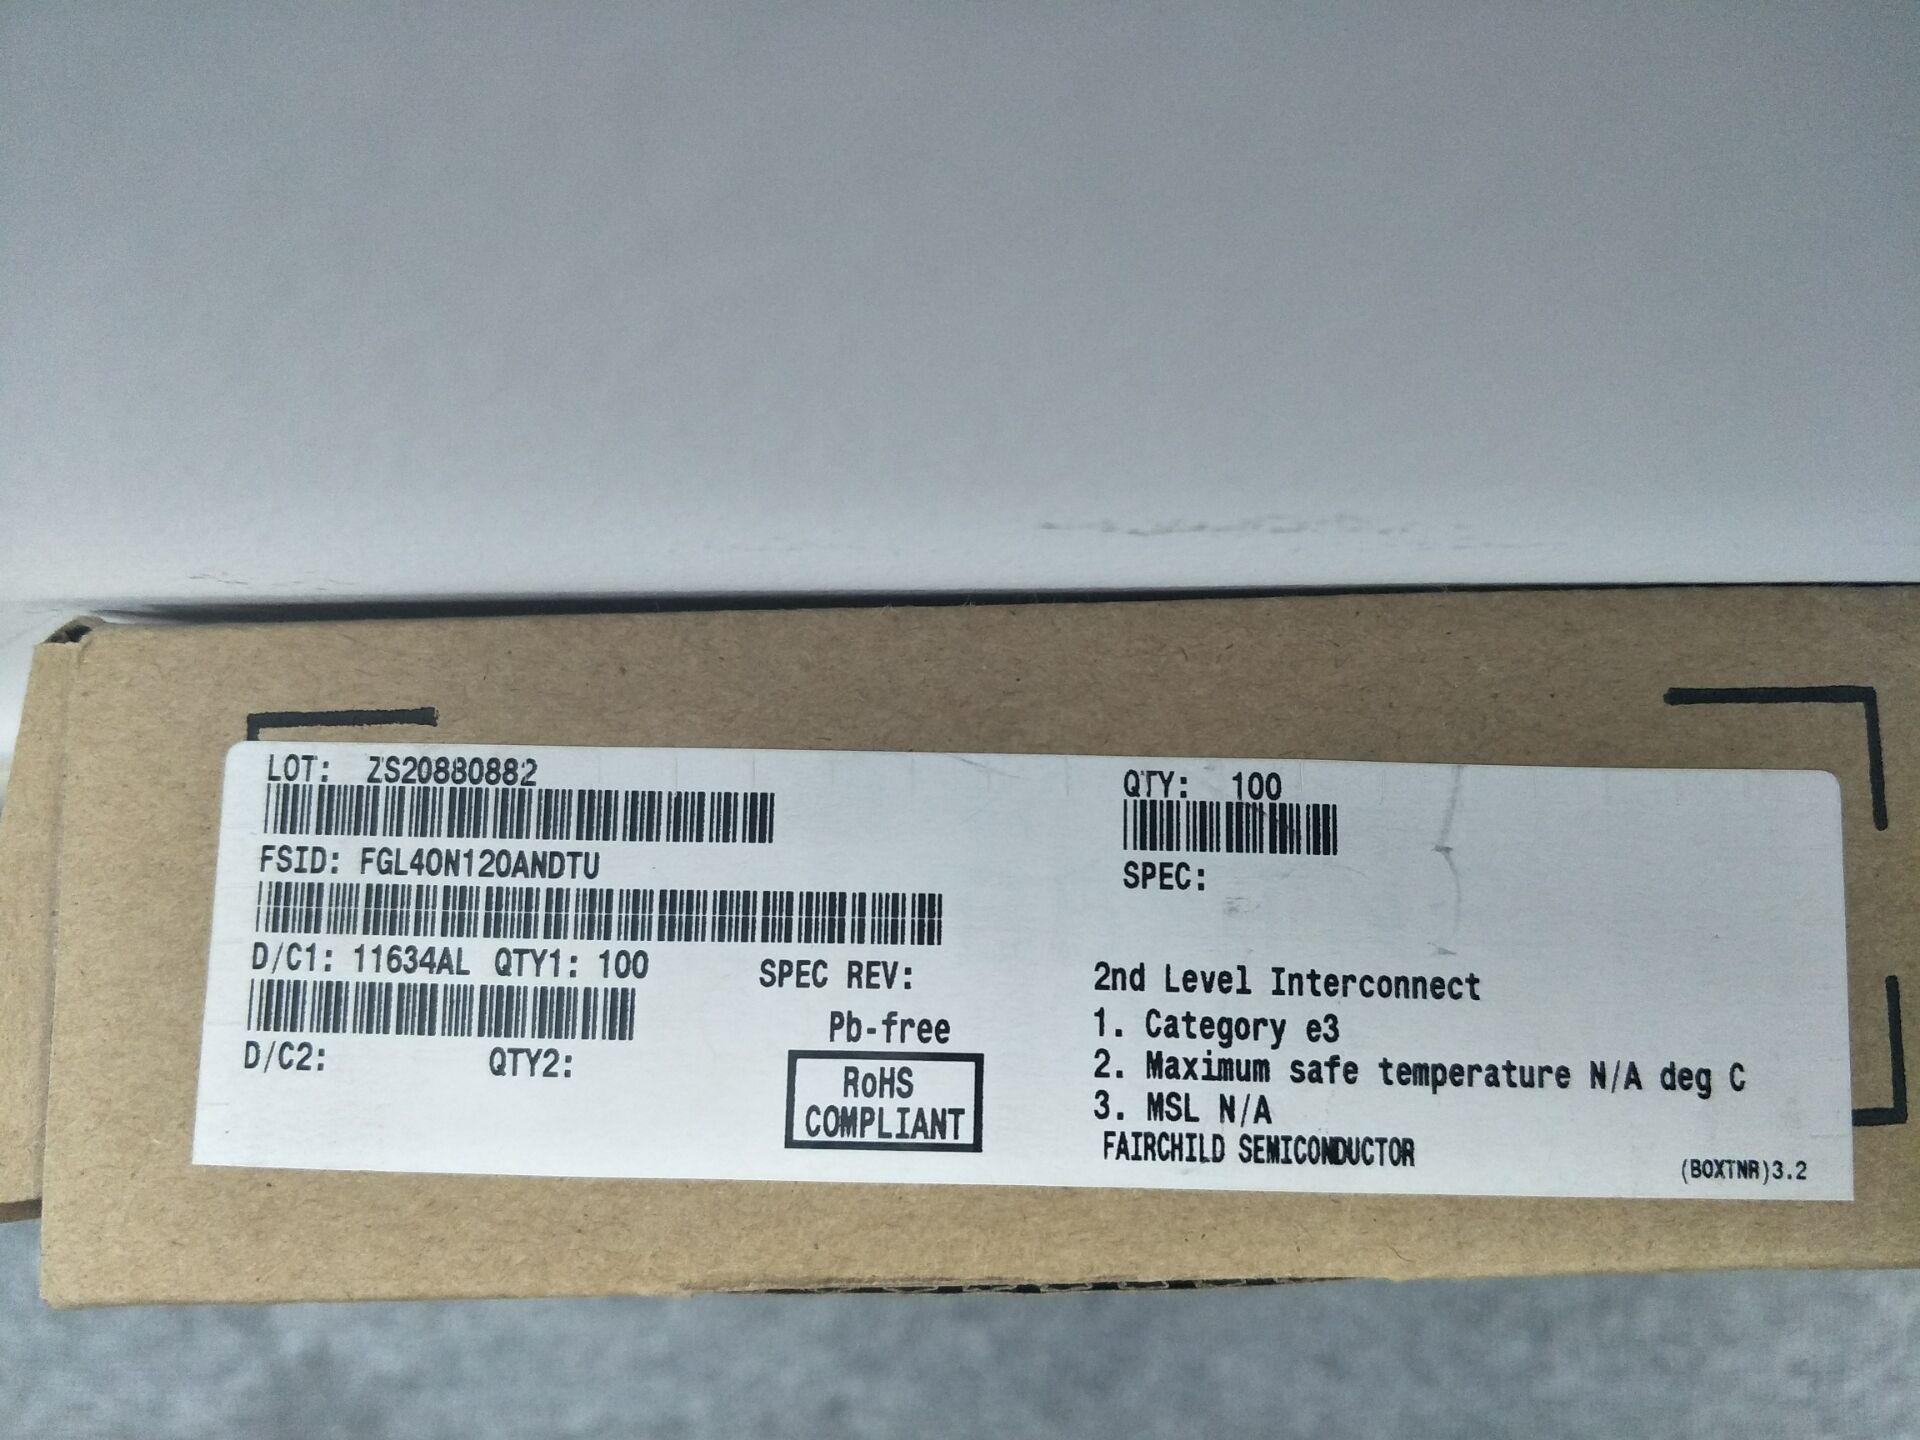 LOT: ZS20880882
QTY: 100
FSID: FGL40N120ANDTU
SPEC:
D/C1: 11634AL QTY1: 100
SPEC REV:
D/C2: QTY2:
Pb-free
RoHS
COMPLIANT
2nd Level Interconnect
1. Category e3
2. Maximum safe temperature N/A deg C
3. MSL N/A
FAIRCHILD SEMICONDUCTOR
(BOXTNR)3.2